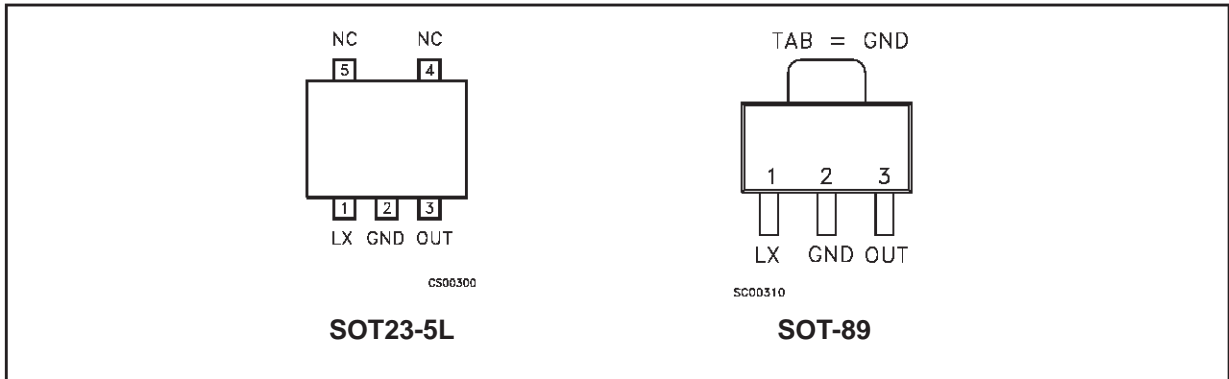 NC NC
5 4
1 2 3
LX GND OUT
CS00300
SOT23-5L
TAB = GND
1 2 3
LX GND OUT
SC00310
SOT-89